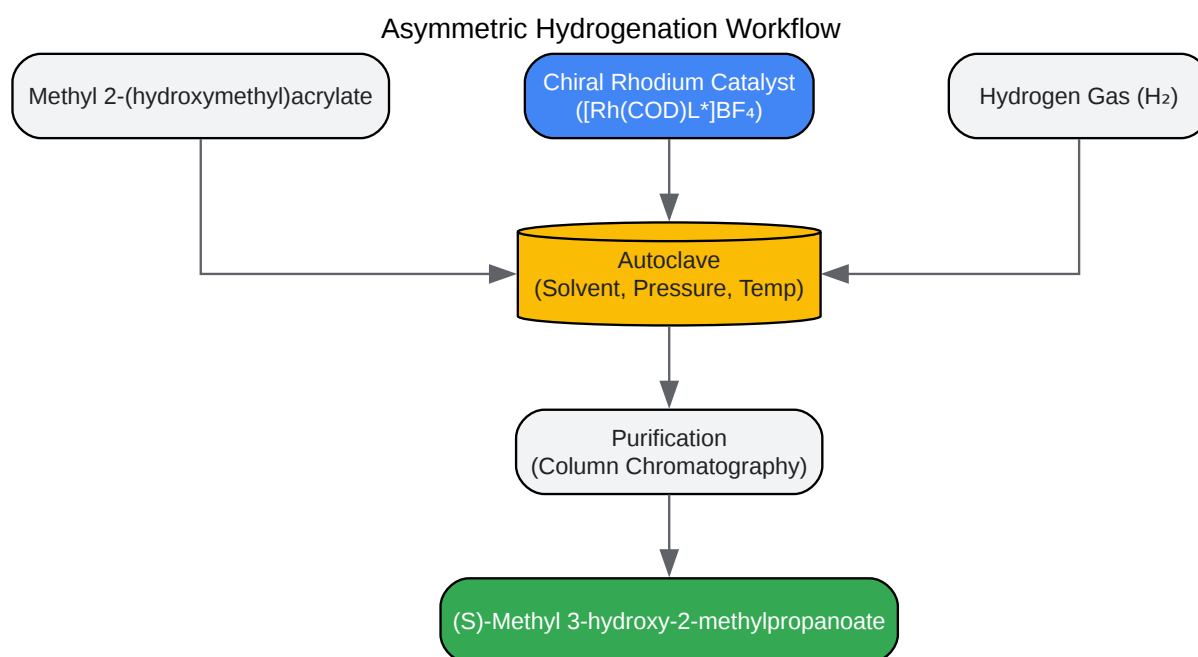 Asymmetric Hydrogenation Workflow
Methyl 2-(hydroxymethyl)acrylate
Chiral Rhodium Catalyst
([Rh(COD)L*]BF₄)
Hydrogen Gas (H₂)
Autoclave
(Solvent, Pressure, Temp)
Purification
(Column Chromatography)
(S)-Methyl 3-hydroxy-2-methylpropanoate